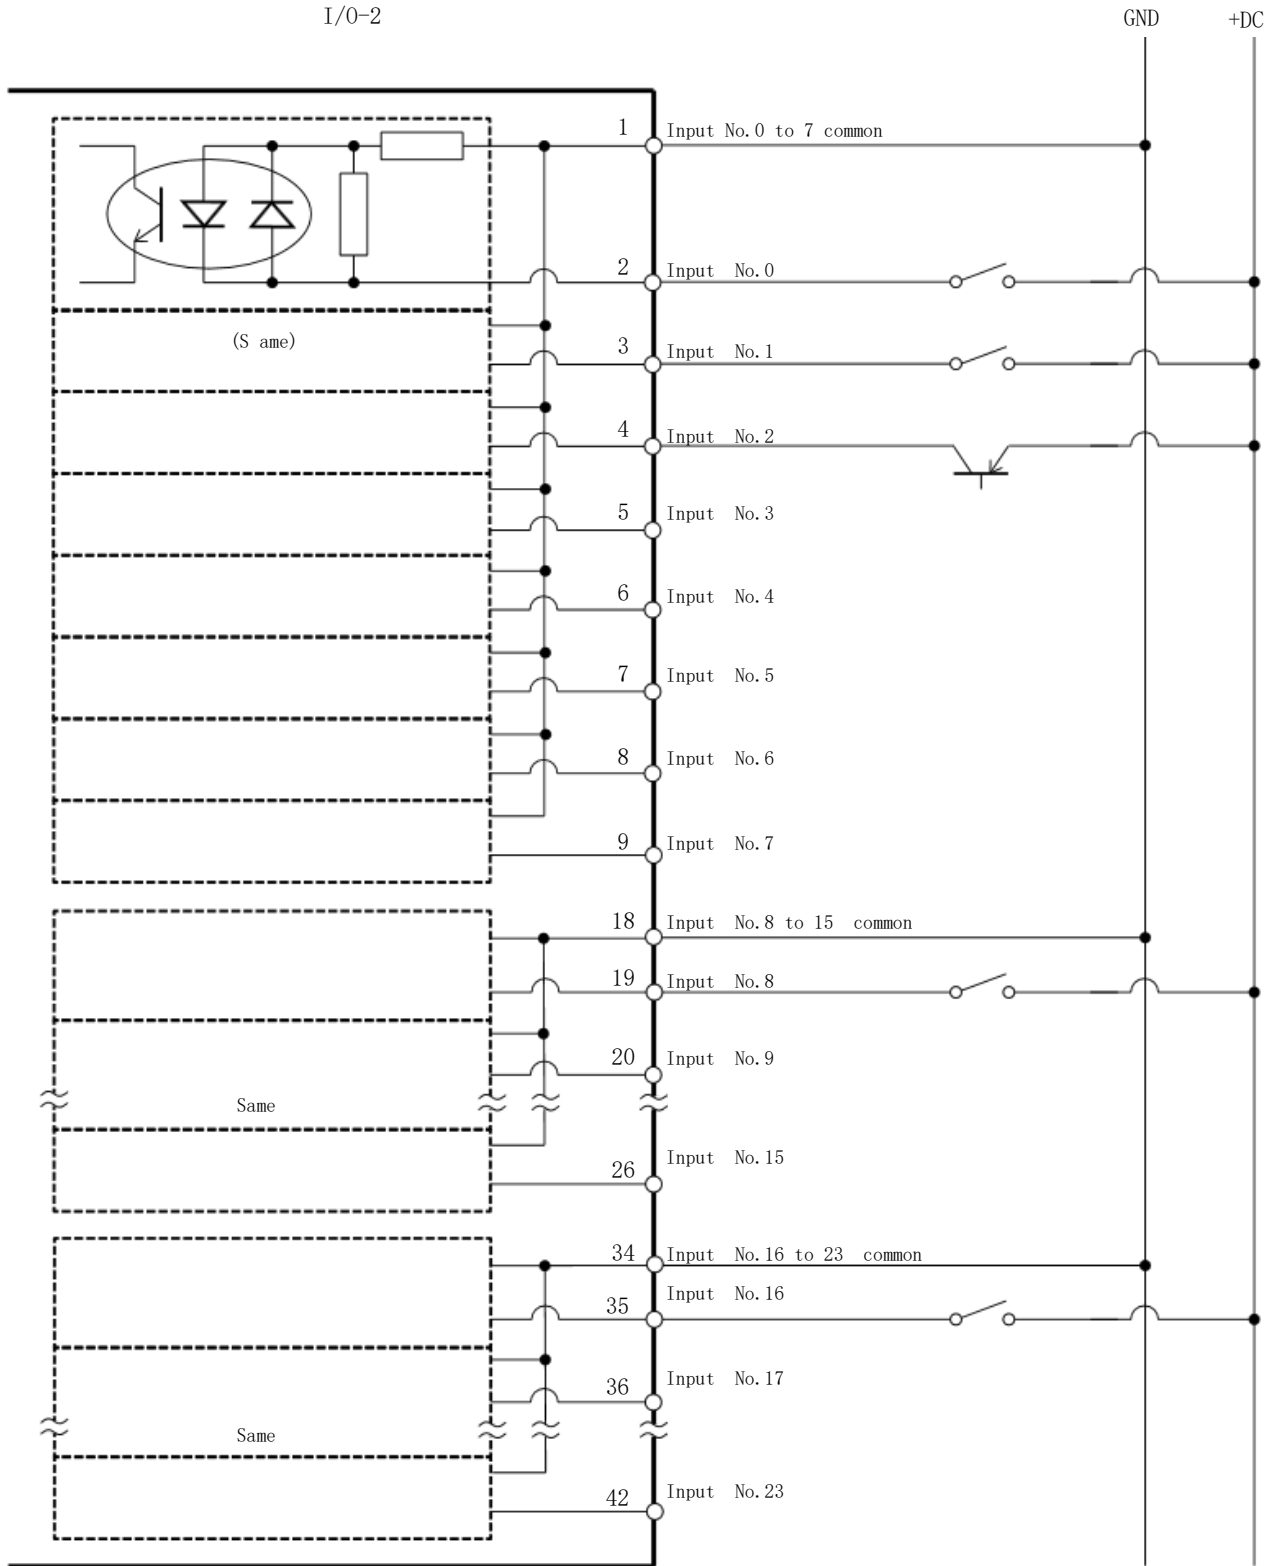 I/O-2 GND +DC
1 Input No.0 to 7 common
2 Input No.0
(S ame)
3 Input No.1
4 Input No.2
5 Input No.3
6 Input No.4
7 Input No.5
8 Input No.6
9 Input No.7
18 Input No.8 to 15 common
19 Input No.8
20 Input No.9
Same
26 Input No.15
34 Input No.16 to 23 common
35 Input No.16
36 Input No.17
Same
42 Input No.23